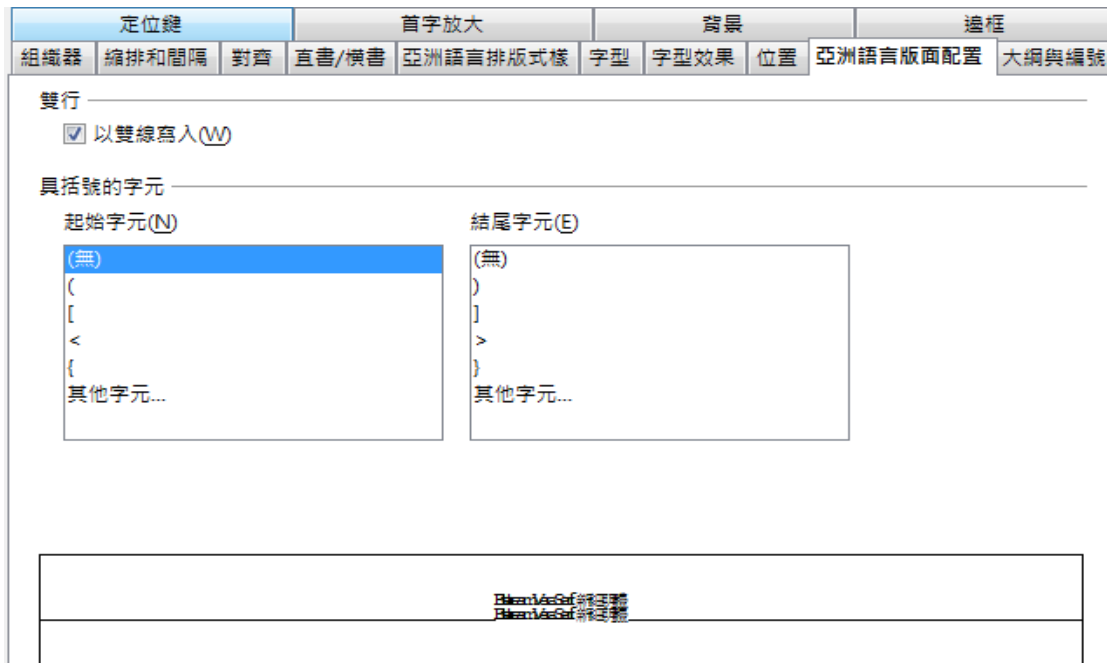 定位鍵 首字放大 背景 邊框
組織器 縮排和間隔 對齊 直書/橫書 亞洲語言排版式樣 字型 字型效果 位置 亞洲語言版面配置 大綱與編號
雙行
以雙線寫入(W)
具括號的字元
起始字元(N) 結尾字元(E)
(無) (無)
( )
[ ]
< >
{ }
其他字元... 其他字元...